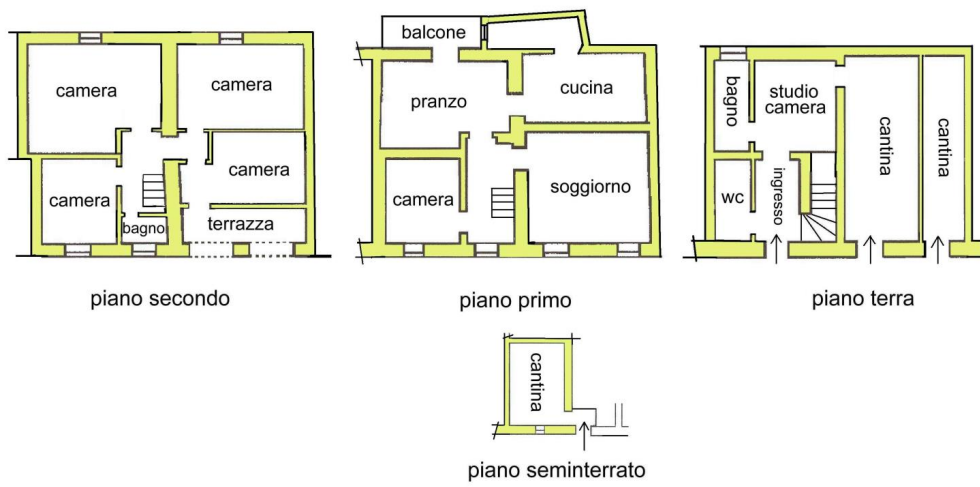 camera
camera
camera
camera
bagno
terrazza
piano secondo
balcone
pranzo
cucina
camera
soggiorno
piano primo
bagno
studio
camera
cantina
cantina
wc
ingresso
piano terra
cantina
piano seminterrato